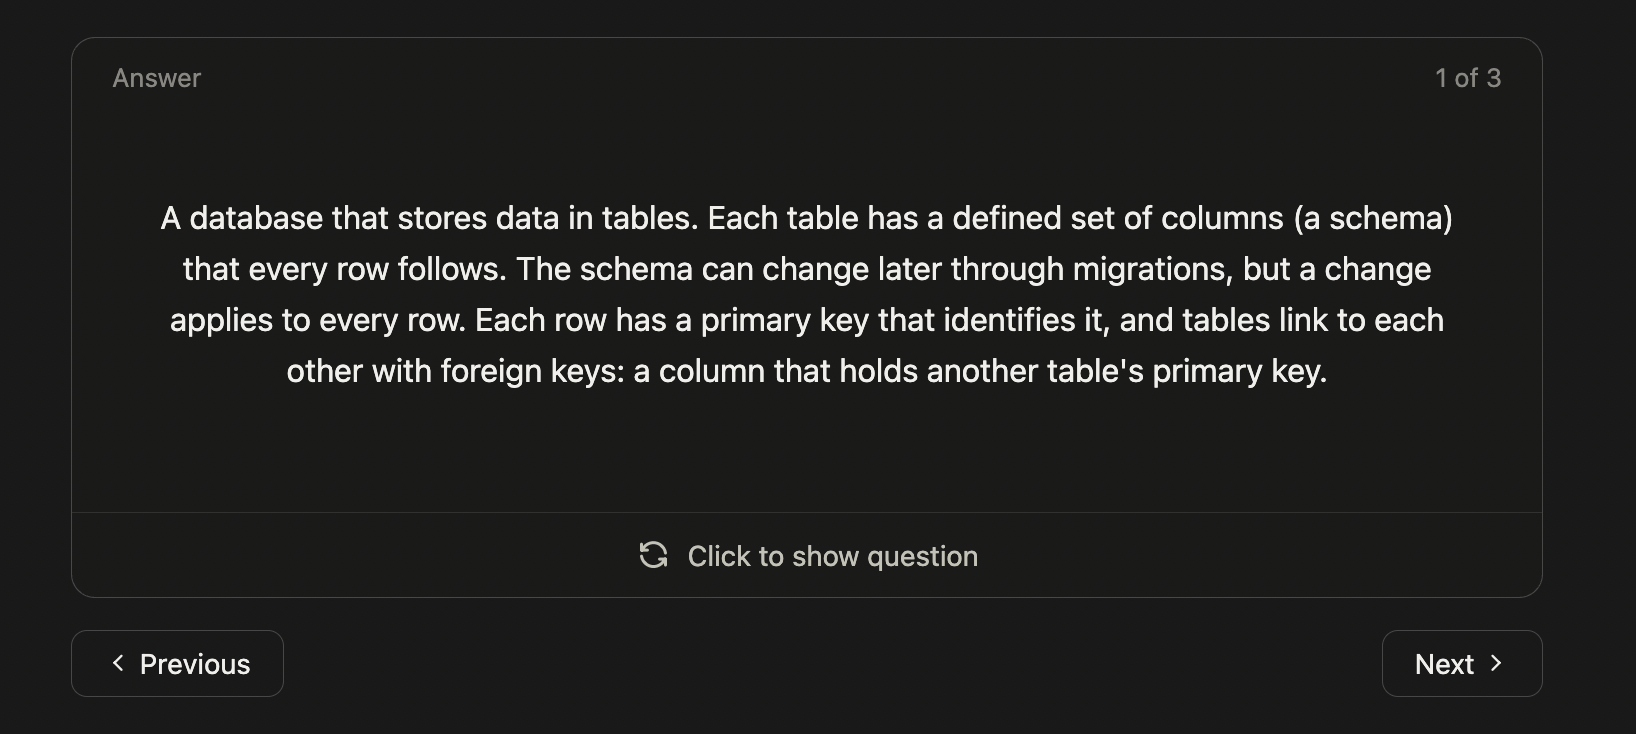 Answer
1 of 3
A database that stores data in tables. Each table has a defined set of columns (a schema)
that every row follows. The schema can change later through migrations, but a change
applies to every row. Each row has a primary key that identifies it, and tables link to each
other with foreign keys: a column that holds another table's primary key.
Click to show question
Previous
Next